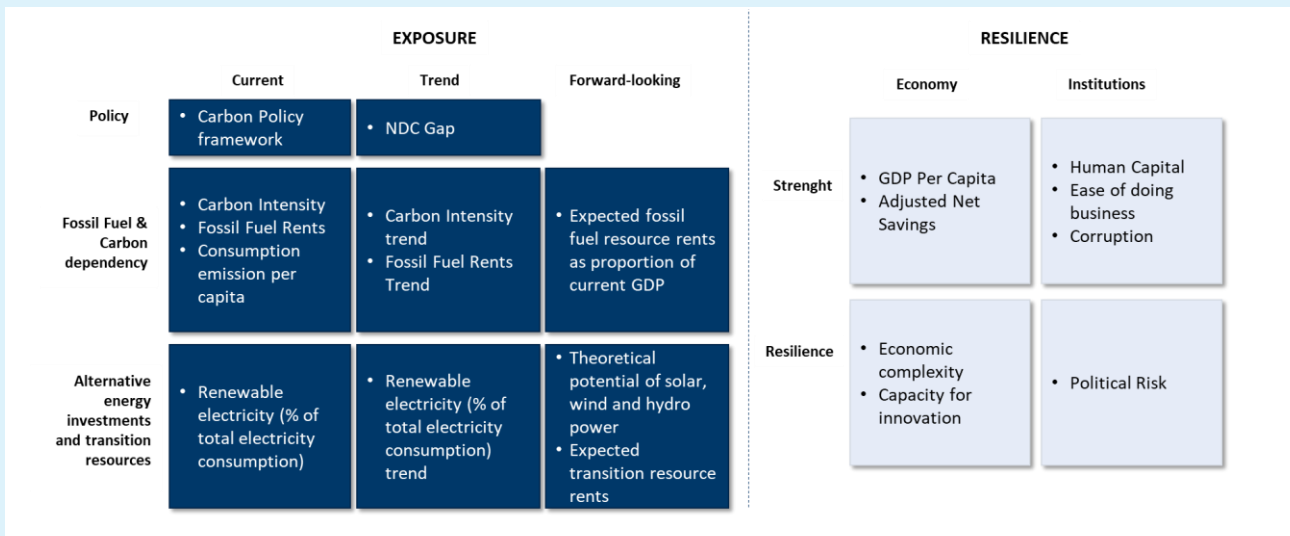 EXPOSURE
Current
Trend
Forward-looking
Policy
• Carbon Policy
framework
• NDC Gap
Fossil Fuel &
Carbon
dependency
• Carbon Intensity
• Fossil Fuel Rents
• Consumption
emission per
capita
• Carbon Intensity
trend
• Fossil Fuel Rents
Trend
• Expected fossil
fuel resource rents
as proportion of
current GDP
Alternative
energy
investments
and transition
resources
• Renewable
electricity (% of
total electricity
consumption)
• Renewable
electricity (% of
total electricity
consumption)
trend
• Theoretical
potential of solar,
wind and hydro
power
• Expected
transition resource
rents
RESILIENCE
Economy
Institutions
Strenght
• GDP Per Capita
• Adjusted Net
Savings
• Human Capital
• Ease of doing
business
• Corruption
Resilience
• Economic
complexity
• Capacity for
innovation
• Political Risk